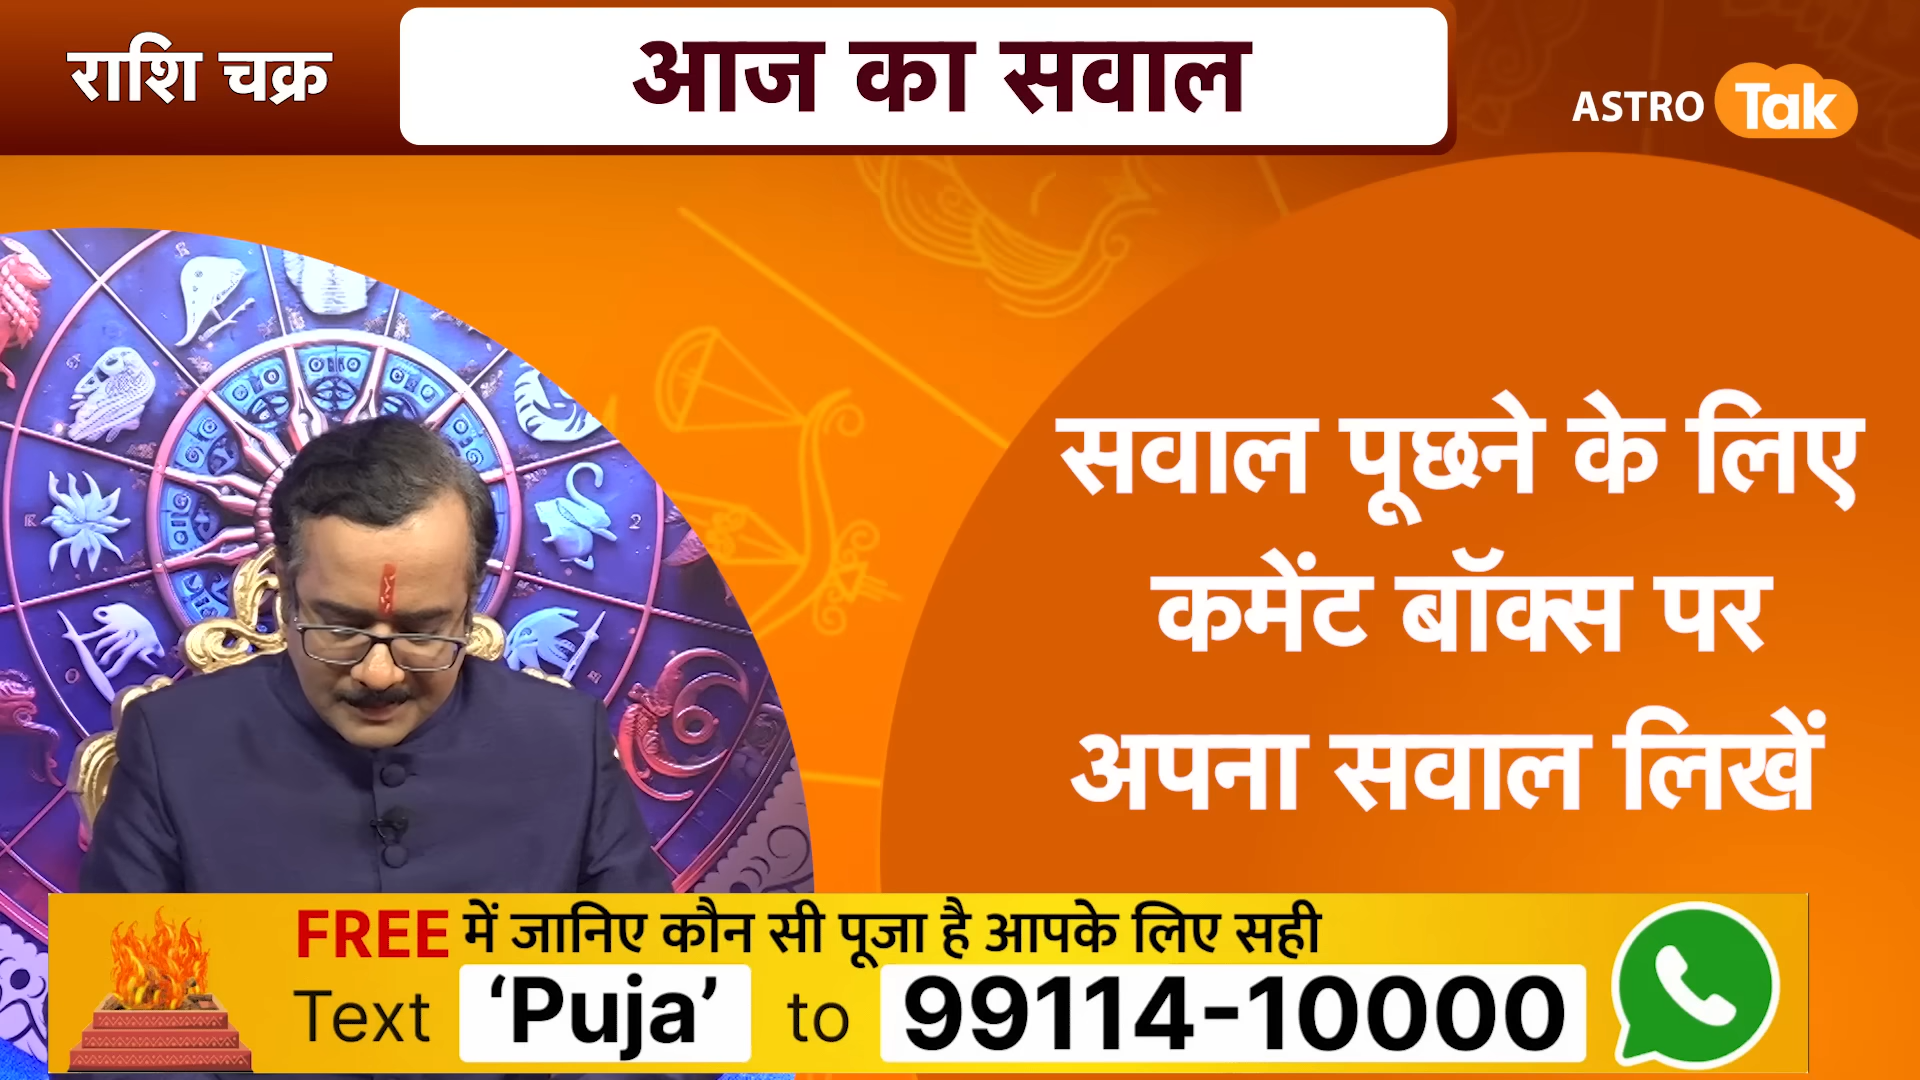 राशि चक्र
आज का सवाल
ASTRO Tak
सवाल पूछने के लिए
कमेंट बॉक्स पर
अपना सवाल लिखें
FREE में जानिए कौन सी पूजा है आपके लिए सही
Text ‘Puja’ to 99114-10000